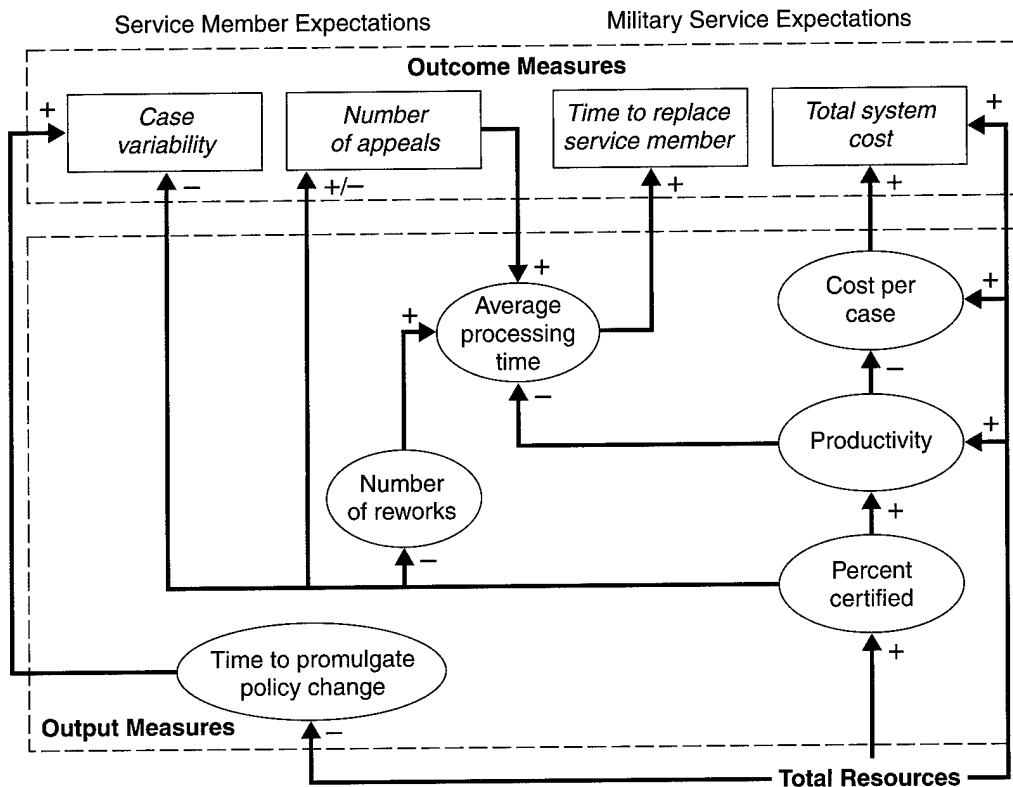 Service Member Expectations
Military Service Expectations
Outcome Measures
+
Case
variability
Number
of appeals
Time to replace
service member
Total system
cost
+
−
+/−
+
+
+
Average
processing
time
+
Cost per
case
+
−
−
Productivity
+
Number
of reworks
+
−
Percent
certified
Time to promulgate
policy change
+
Output Measures
−
Total Resources